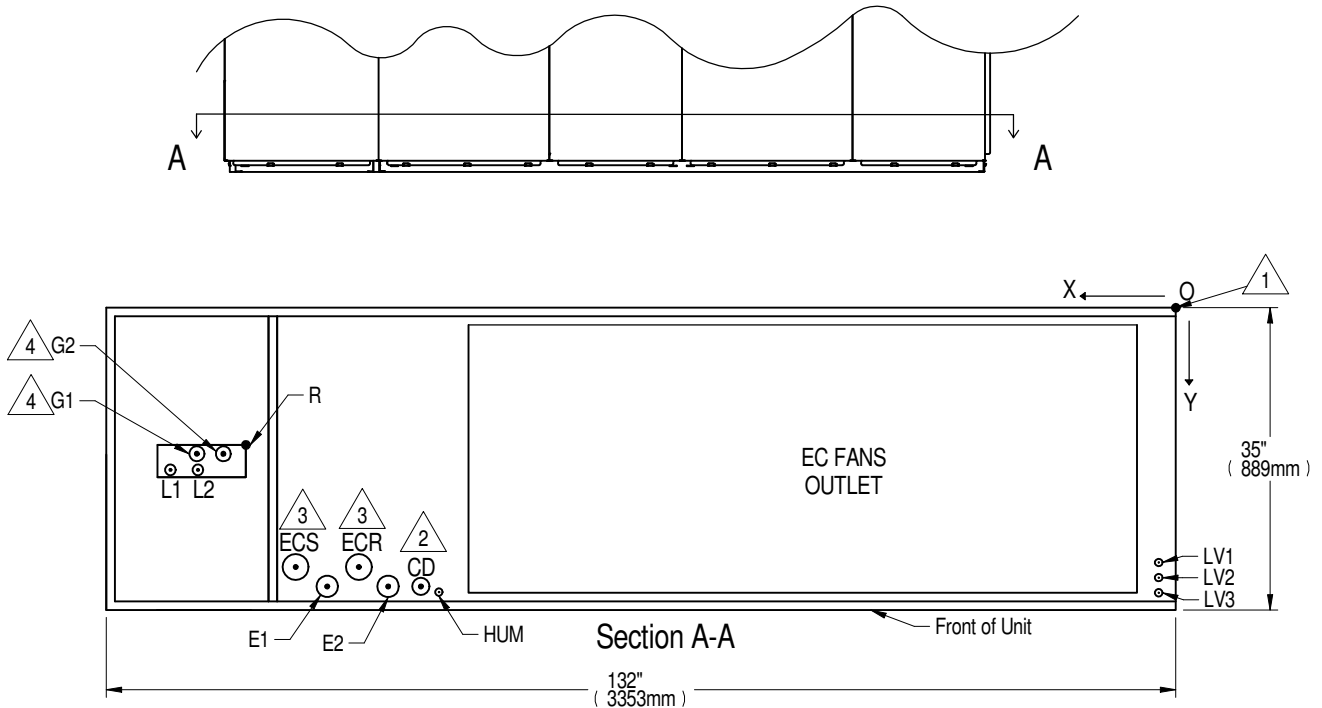 A
A
X
O
1
4
G2
4
G1
R
Y
35"
( 889mm )
EC FANS
OUTLET
L1
L2
3
ECS
3
ECR
2
CD
LV1
LV2
LV3
E1
E2
HUM
Section A-A
Front of Unit
132"
( 3353mm )